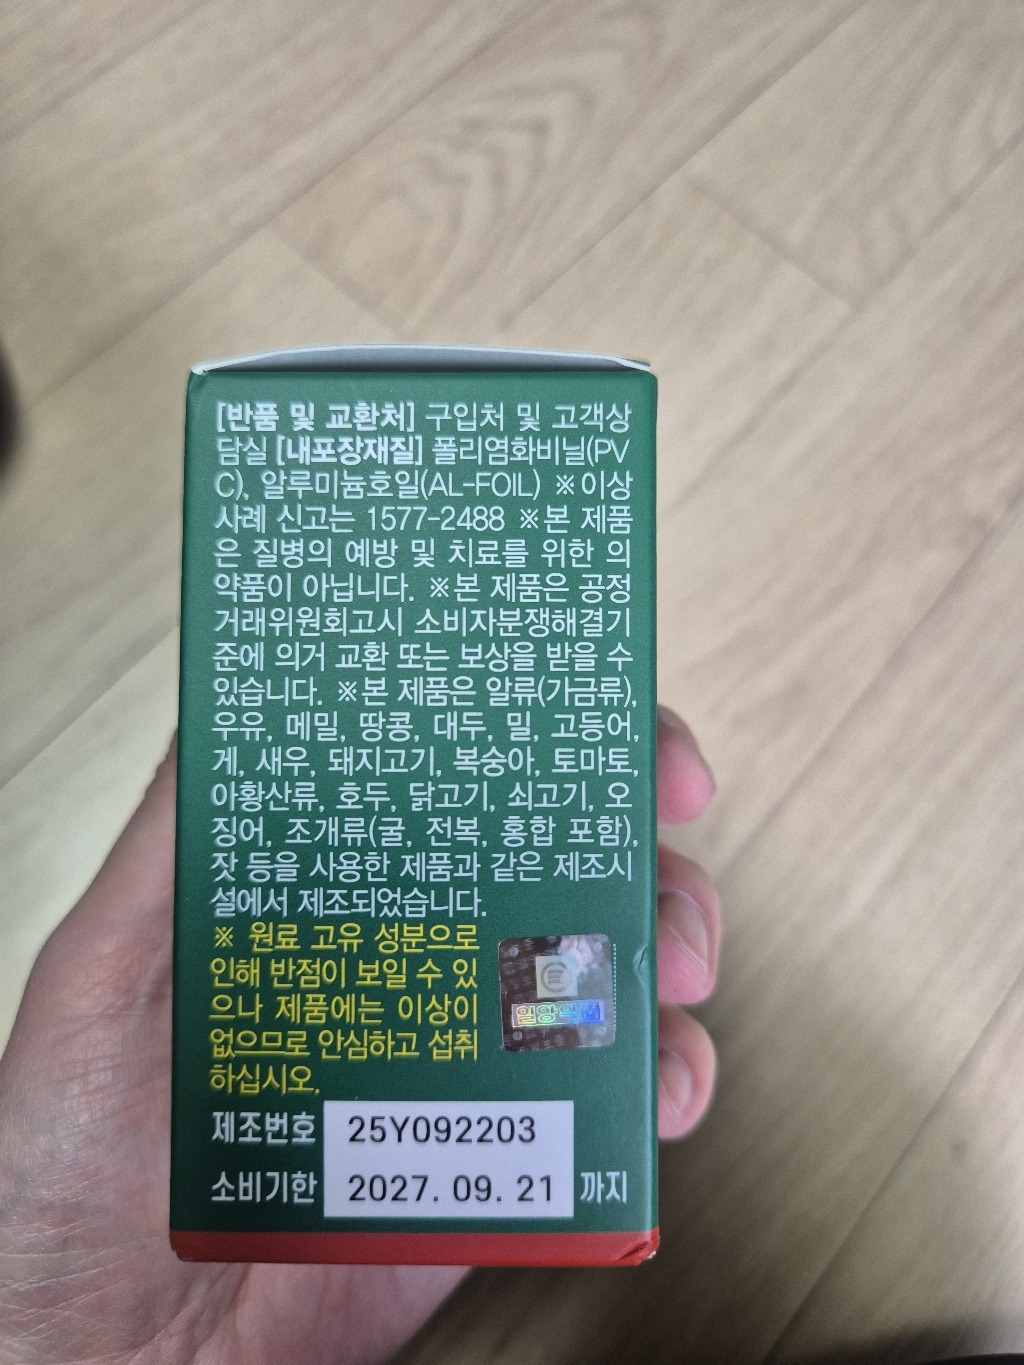 [반품 및 교환처] 구입처 및 고객상
담실 [내포장재질] 폴리염화비닐(PV
C), 알루미늄호일(AL-FOIL) ※이상
사례 신고는 1577-2488 ※본 제품
은 질병의 예방 및 치료를 위한 의
약품이 아닙니다. ※본 제품은 공정
거래위원회고시 소비자분쟁해결기
준에 의거 교환 또는 보상을 받을 수
있습니다. ※본 제품은 알류(가금류),
우유, 메밀, 땅콩, 대두, 밀, 고등어,
게, 새우, 돼지고기, 복숭아, 토마토,
아황산류, 호두, 닭고기, 쇠고기, 오
징어, 조개류(굴, 전복, 홍합 포함),
잣 등을 사용한 제품과 같은 제조시
설에서 제조되었습니다.
※ 원료 고유 성분으로
인해 반점이 보일 수 있
으나 제품에는 이상이
없으므로 안심하고 섭취
하십시오.
일양약품
제조번호 25Y092203
소비기한 2027. 09. 21 까지